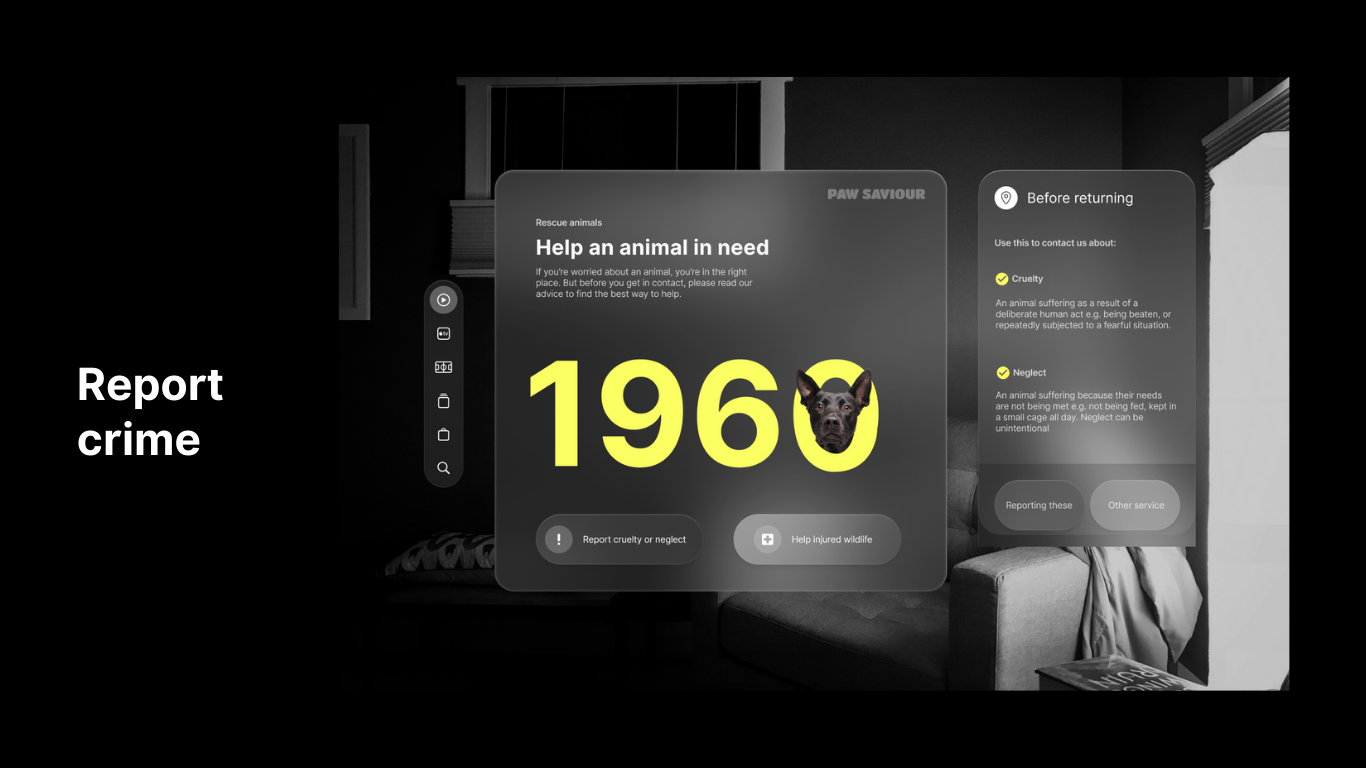 Report
crime
PAW SAVIOUR
Rescue animals
Help an animal in need
If you're worried about an animal, you're in the right
place. But before you get in contact, please read our
advice to find the best way to help.
1960
Report cruelty or neglect
Help injured wildlife
Before returning
Use this to contact us about:
Cruelty
An animal suffering as a result of a
deliberate human act e.g. being beaten, or
repeatedly subjected to a fearful situation.
Neglect
An animal suffering because their needs
are not being met e.g. not being fed, kept in
a small cage all day. Neglect can be
unintentional
Reporting these
Other service
RUIN